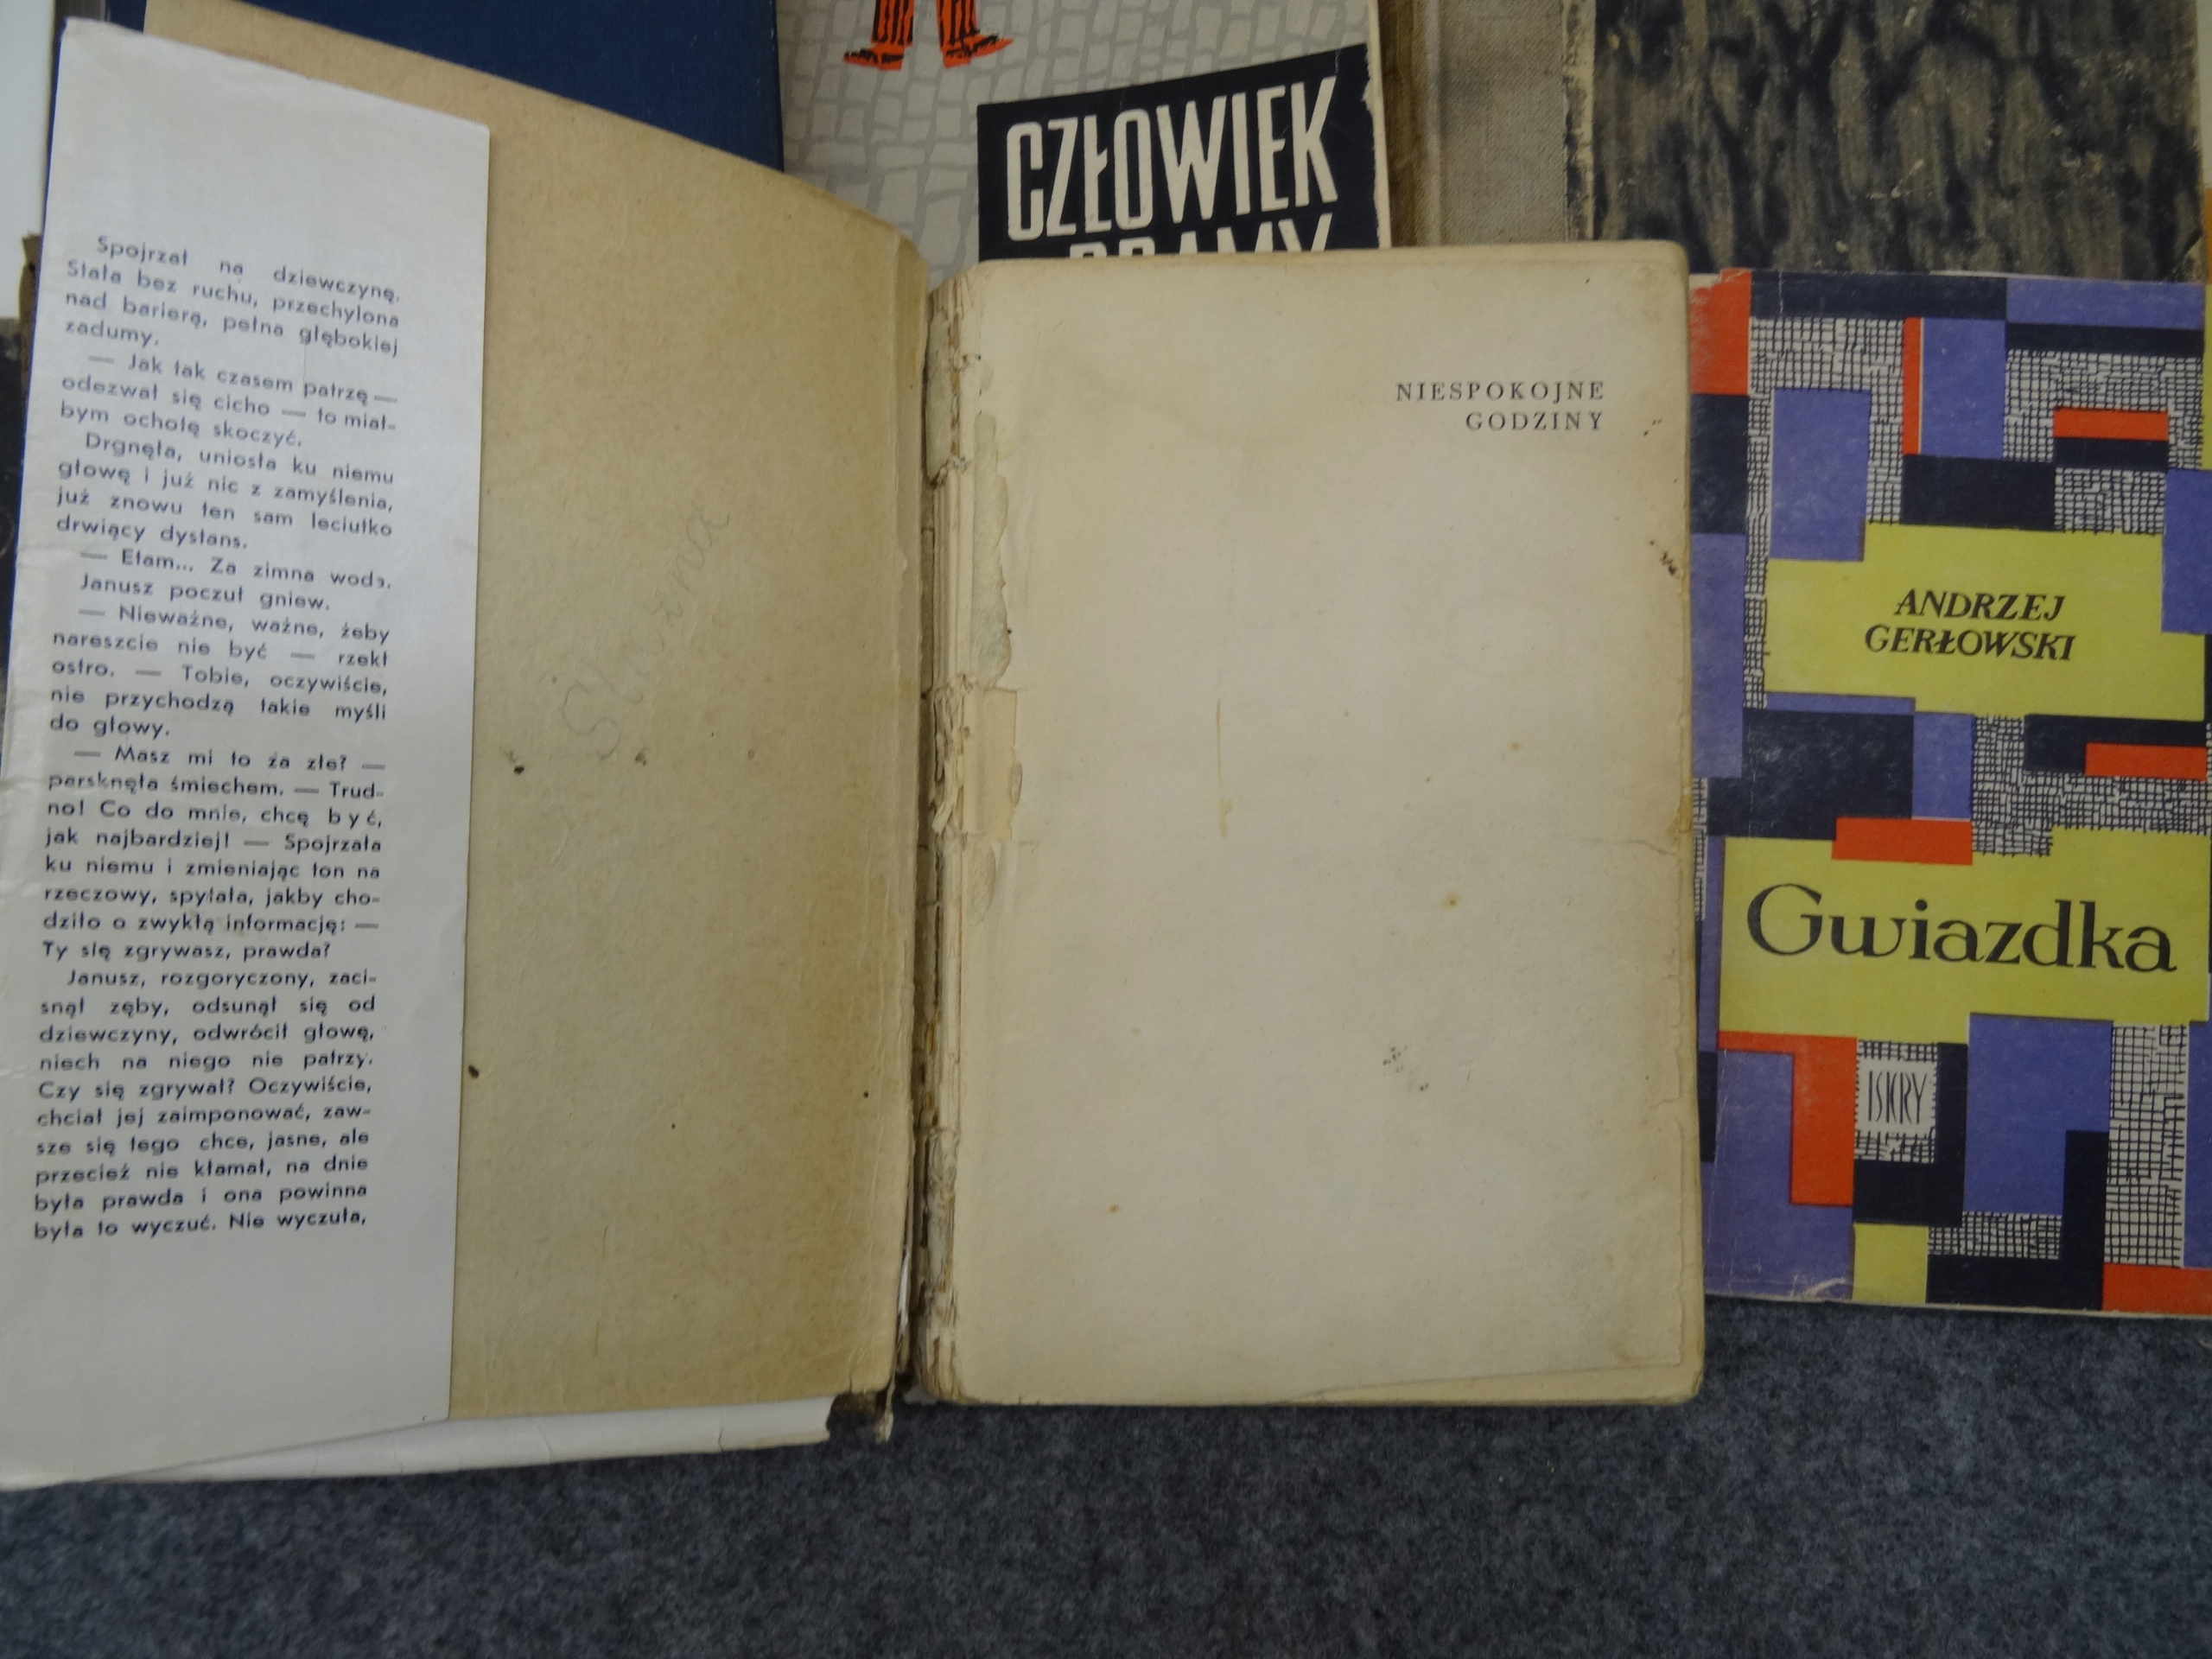 Spojrzał na dziewczynę.
Stała bez ruchu, przechylona
nad barierą, pełna głębokiej
zadumy.
— Jak tak czasem patrzę —
odezwał się cicho — to miał-
bym ochotę skoczyć.
Drgnęła, uniosła ku niemu
głowę i już nic z zamyślenia,
już znowu ten sam leciutko
drwiący dystans.
— Etam... Za zimna woda.
Janusz poczuł gniew.
— Nieważne, ważne, żeby
nareszcie nie być — rzekł
ostro. — Tobie, oczywiście,
nie przychodzą takie myśli
do głowy.
— Masz mi to za złe? —
parsknęła śmiechem. — Trud-
no! Co do mnie, chcę być,
jak najbardziej! — Spojrzała
ku niemu i zmieniając ton na
rzeczowy, spytała, jakby cho-
dziło o zwykłą informację: —
Ty się zgrywasz, prawda?
Janusz, rozgoryczony, zaci-
snął zęby, odsunął się od
dziewczyny, odwrócił głowę,
niech na niego nie patrzy.
Czy się zgrywał? Oczywiście,
chciał jej zaimponować, zaw-
sze się tego chce, jasne, ale
przecież nie kłamał, na dnie
była prawda i ona powinna
była to wyczuć. Nie wyczuła,
CZŁOWIEK
BRAMY
NIESPOKOJNE
GODZINY
ANDRZEJ
GERŁOWSKI
Gwiazdka
ISKRY